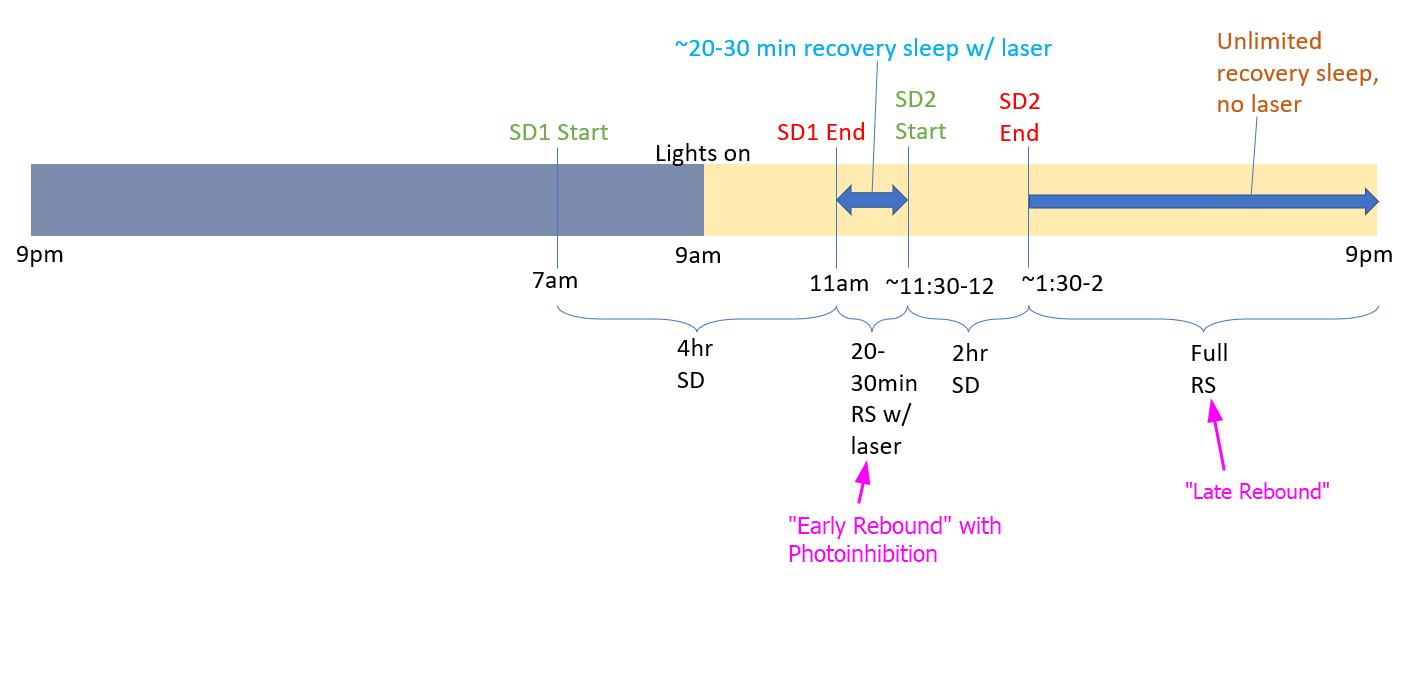 ~20-30 min recovery sleep w/ laser
Unlimited
recovery sleep,
no laser
SD1 Start
Lights on
SD1 End
SD2
Start
SD2
End
9pm
7am
9am
11am
~11:30-12
~1:30-2
9pm
4hr
SD
20-
30min
RS w/
laser
2hr
SD
Full
RS
"Early Rebound" with
Photoinhibition
"Late Rebound"